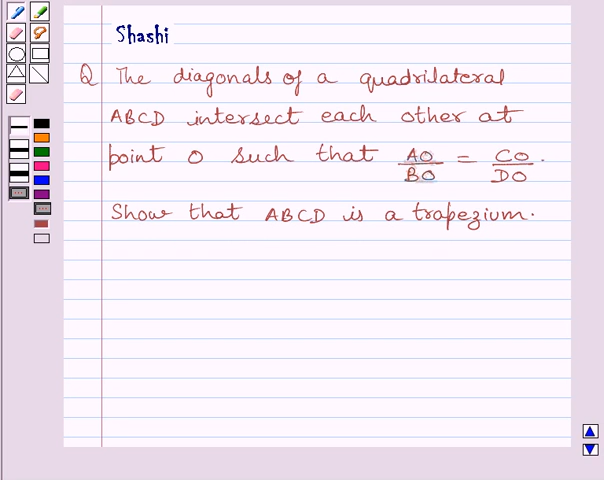 Shashi
Q The diagonals of a quadrilateral
ABCD intersect each other at
point O such that AO/BO = CO/DO.
Show that ABCD is a trapezium.